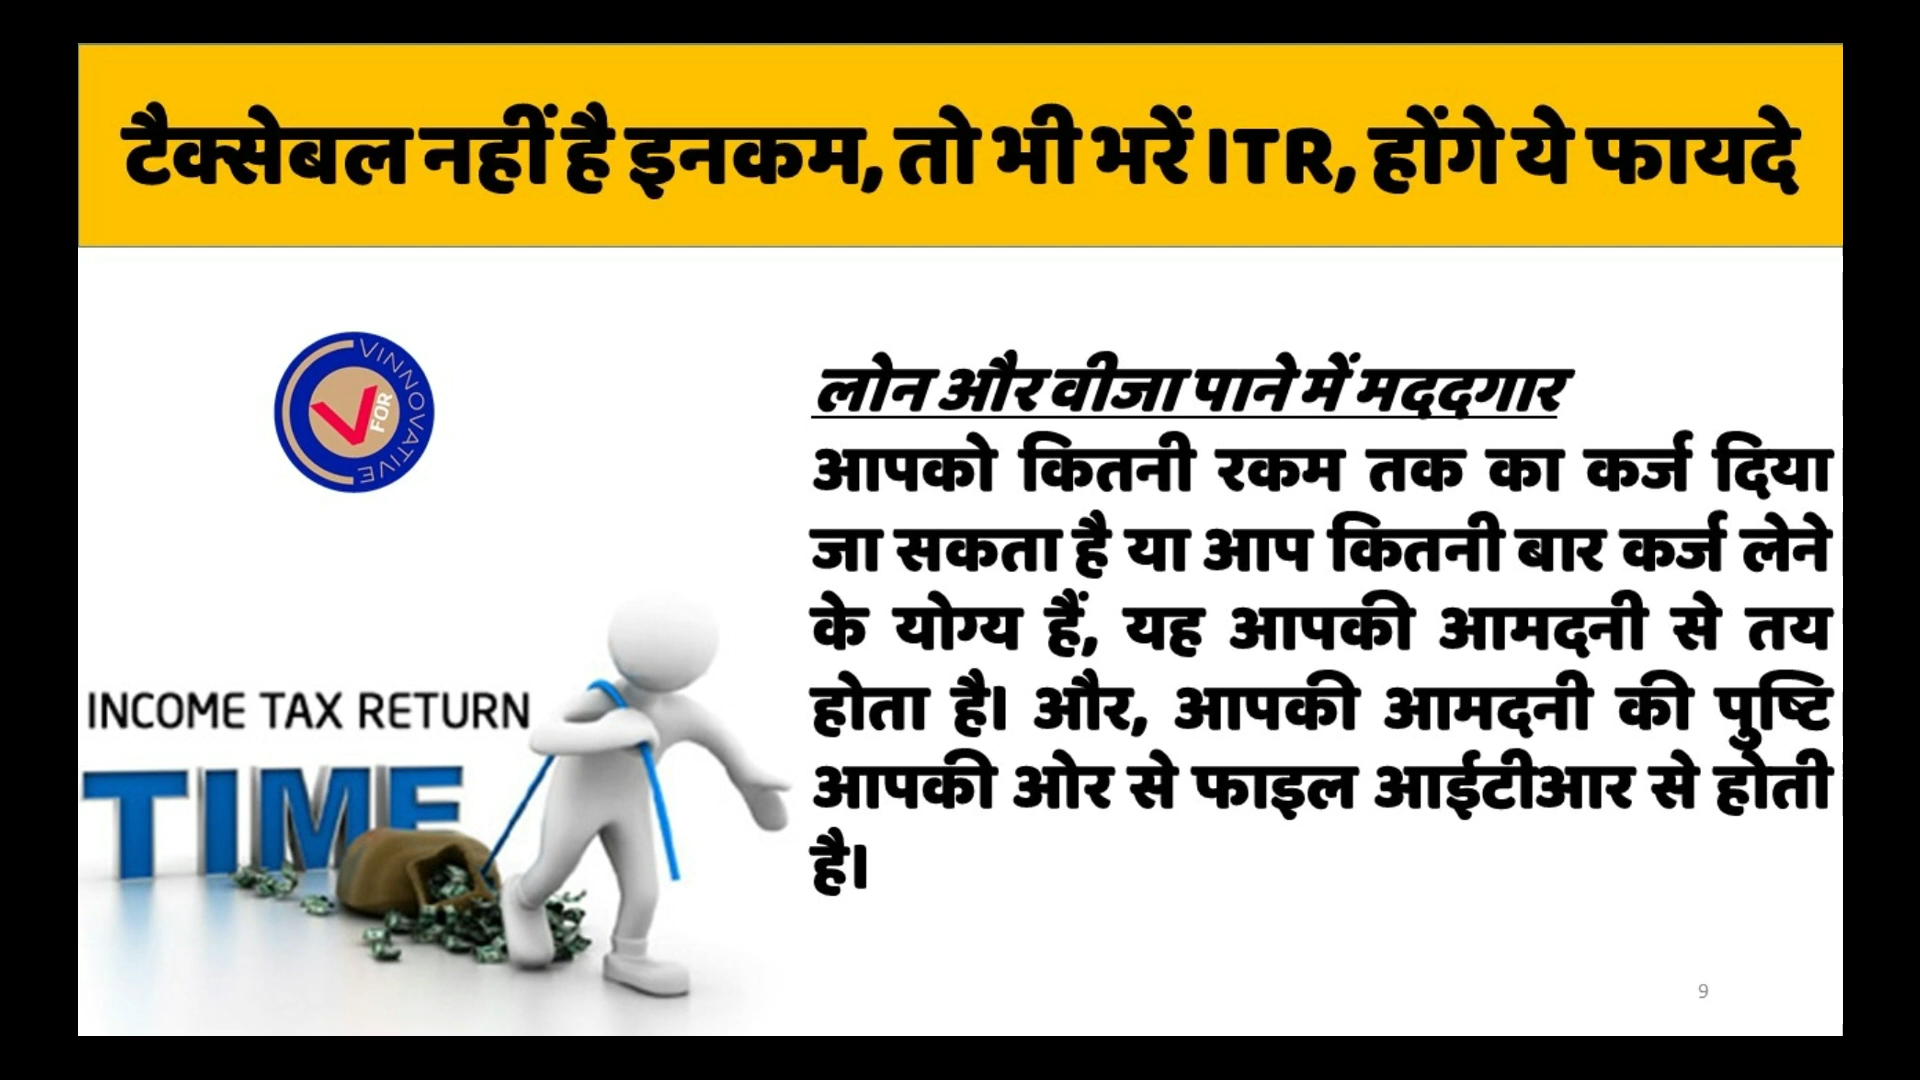 टैक्सेबल नहीं है इनकम, तो भी भरें ITR, होंगे ये फायदे
V FOR VINNOVATIVE
लोन और वीजा पाने में मददगार
आपको कितनी रकम तक का कर्ज दिया
जा सकता है या आप कितनी बार कर्ज लेने
के योग्य हैं, यह आपकी आमदनी से तय
होता है। और, आपकी आमदनी की पुष्टि
आपकी ओर से फाइल आईटीआर से होती
है।
INCOME TAX RETURN
TIME
9